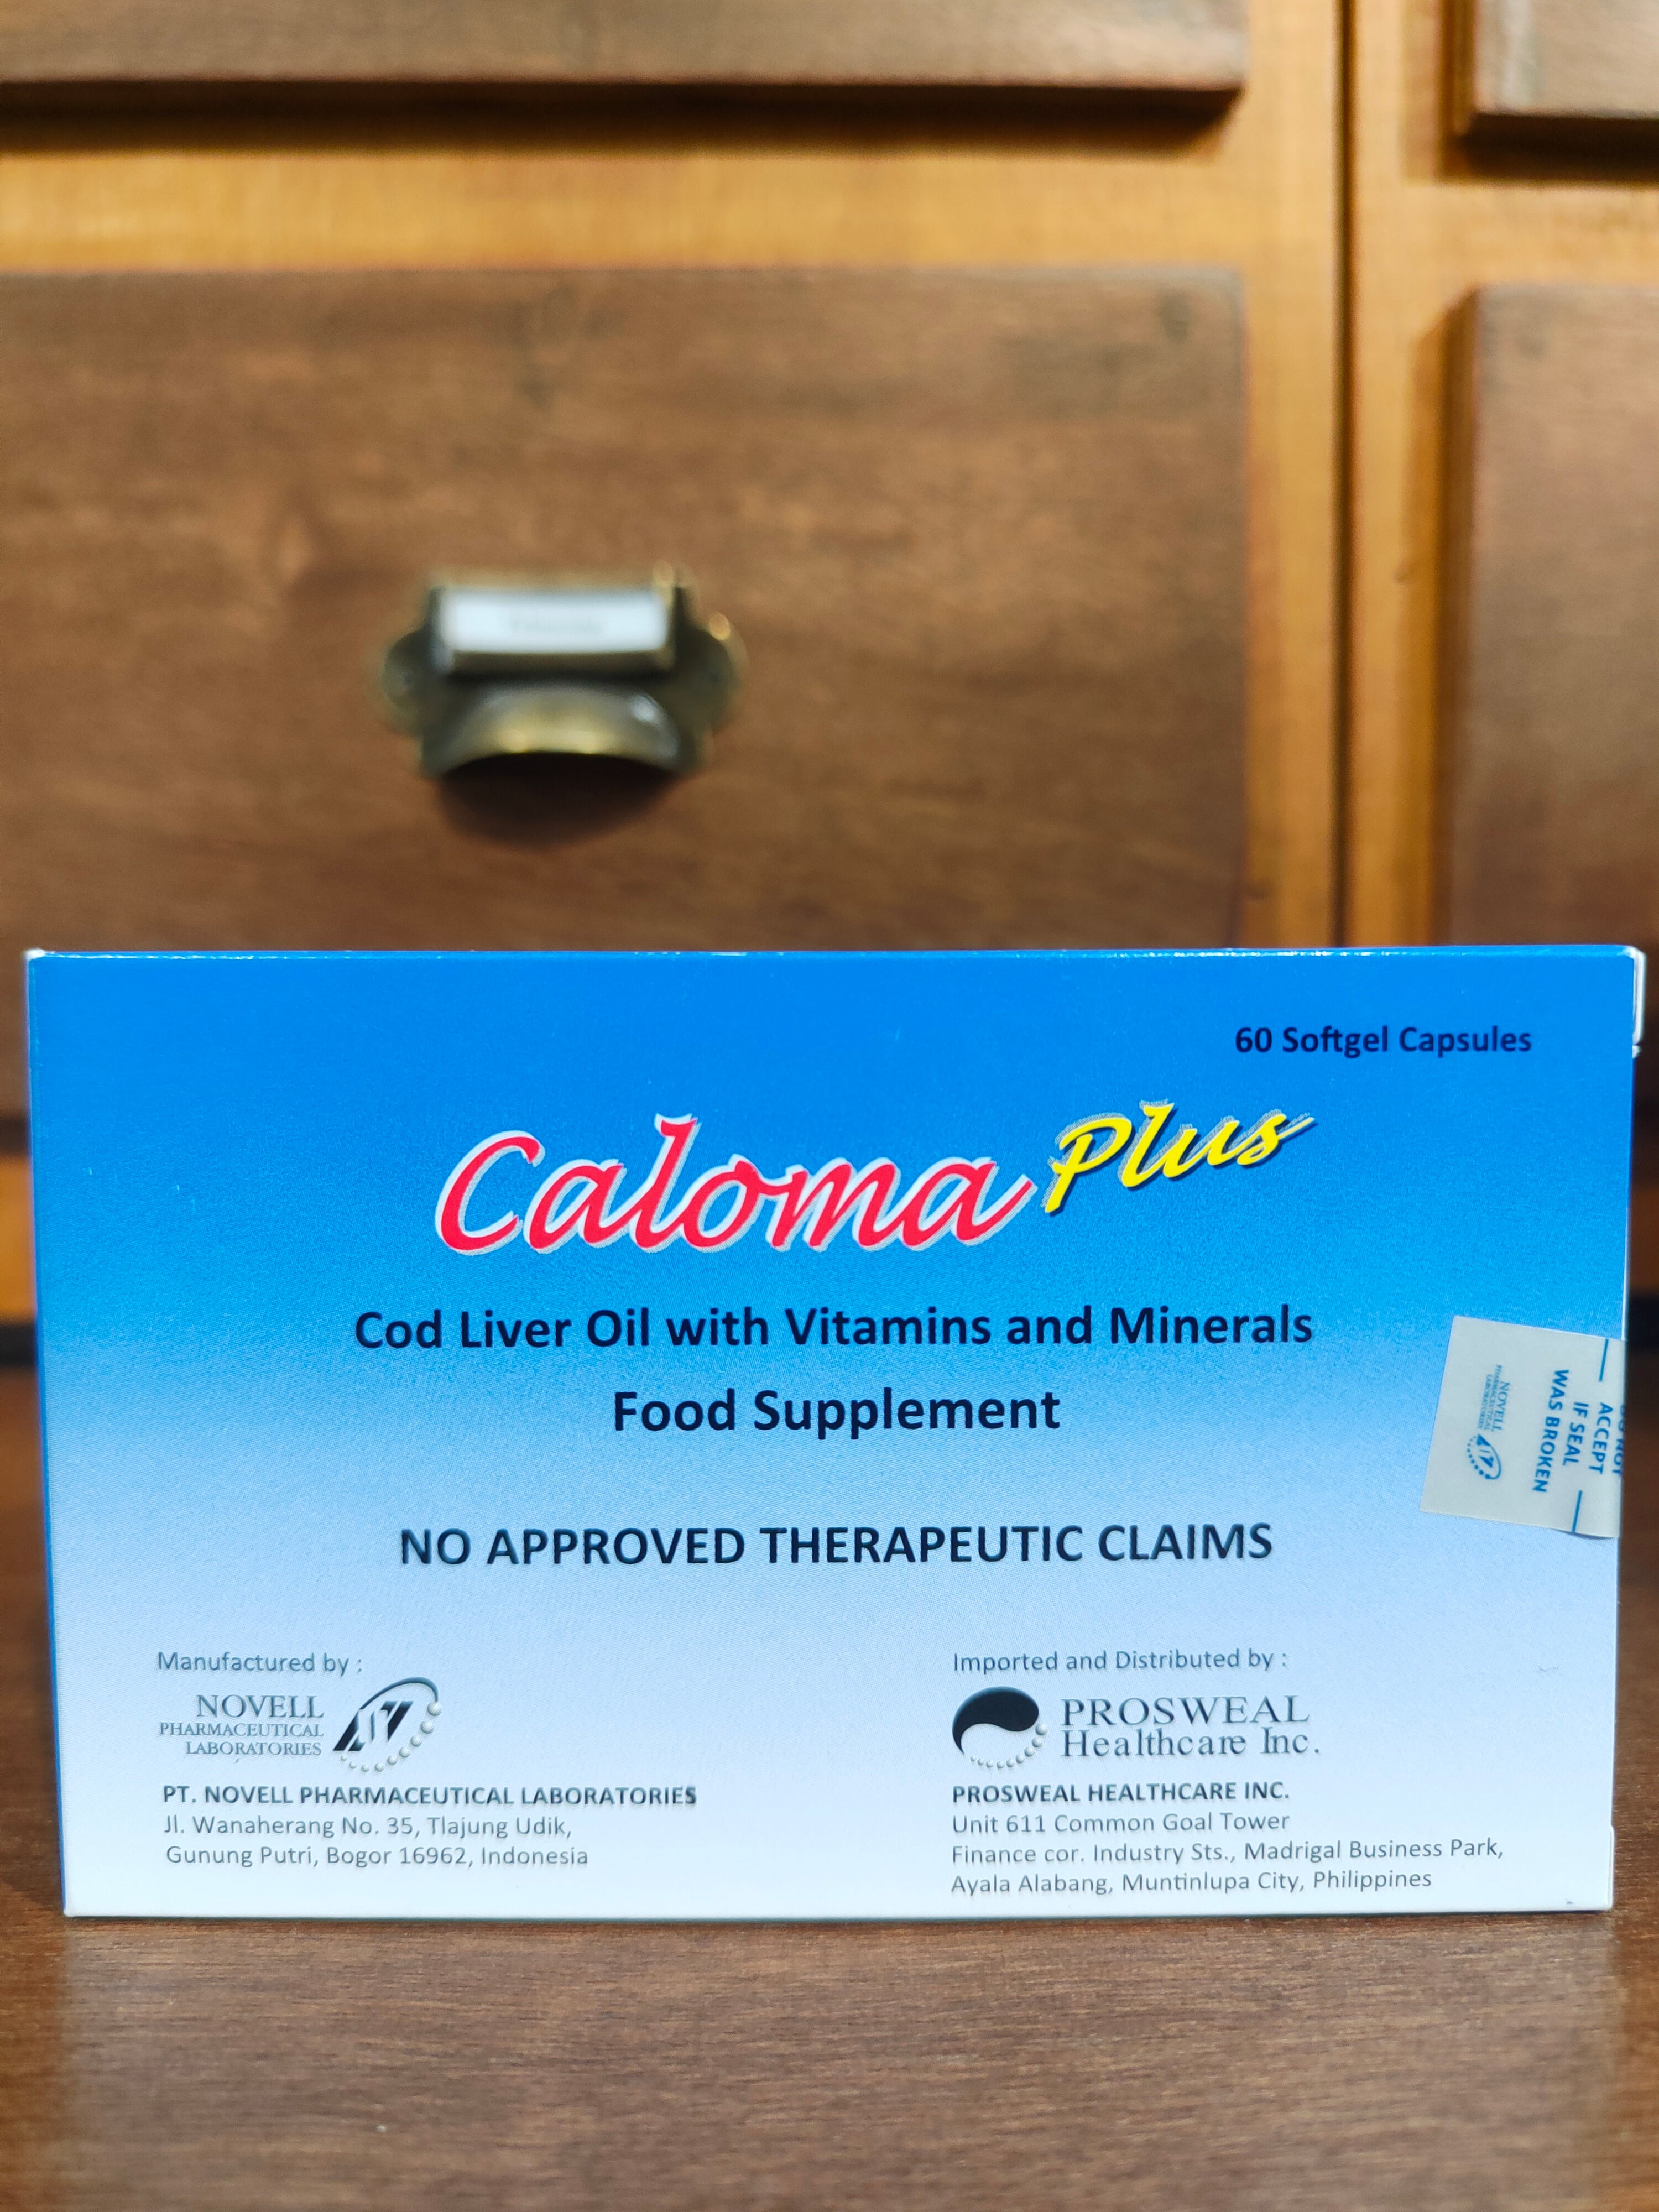 60 Softgel Capsules
Caloma Plus
Cod Liver Oil with Vitamins and Minerals
Food Supplement
NO APPROVED THERAPEUTIC CLAIMS
Manufactured by :
NOVELL
PHARMACEUTICAL
LABORATORIES
PT. NOVELL PHARMACEUTICAL LABORATORIES
Jl. Wanaherang No. 35, Tlajung Udik,
Gunung Putri, Bogor 16962, Indonesia
Imported and Distributed by :
PROSWEAL
Healthcare Inc.
PROSWEAL HEALTHCARE INC.
Unit 611 Common Goal Tower
Finance cor. Industry Sts., Madrigal Business Park,
Ayala Alabang, Muntinlupa City, Philippines
ACCEPT
IF SEAL
WAS BROKEN
NOVELL
PHARMACEUTICAL
LABORATORIES